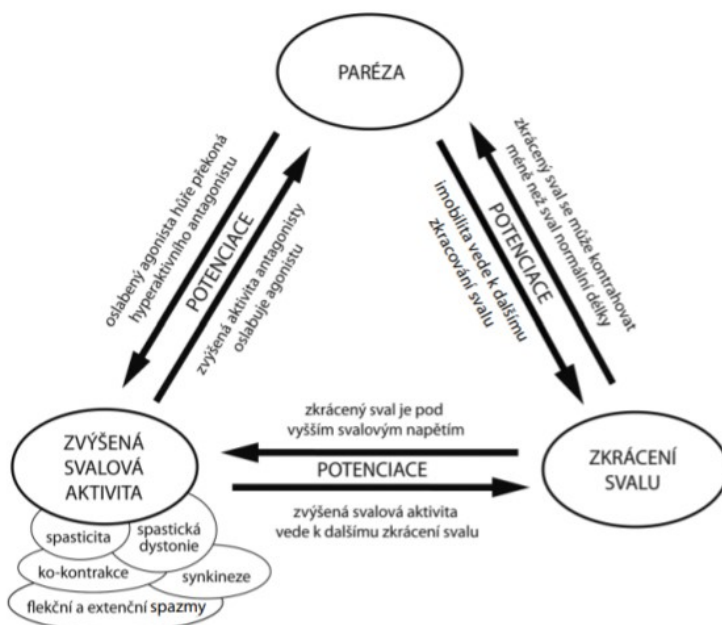 PARÉZA
oslabený agonista hůře překoná
hyperaktivního antagonistu
POTENCIACE
zvýšená aktivita antagonisty
oslabuje agonistu
zkrácený sval se může kontrahovat
méně než sval normální délky
POTENCIACE
imobilita vede k dalšímu
zkracování svalu
zkrácený sval je pod
vyšším svalovým napětím
POTENCIACE
zvýšená svalová aktivita
vede k dalšímu zkrácení svalu
ZVÝŠENÁ
SVALOVÁ
AKTIVITA
ZKRÁCENÍ
SVALU
spasticita
spastická
dystonie
ko-kontrakce
synkineze
flekční a extenční spazmy